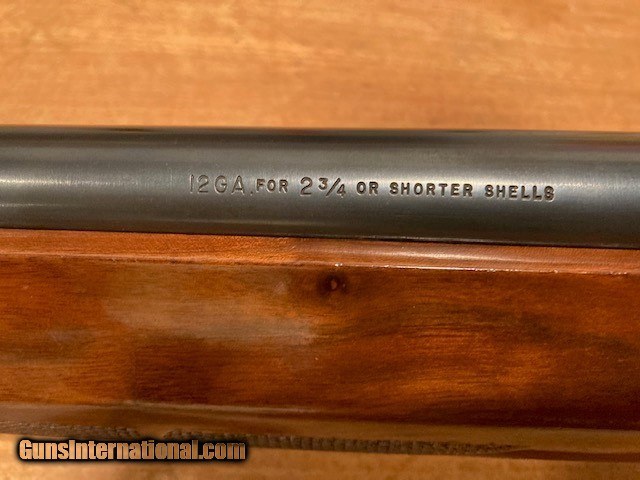 12GA. FOR 2 3/4 OR SHORTER SHELLS
GunsInternational.com